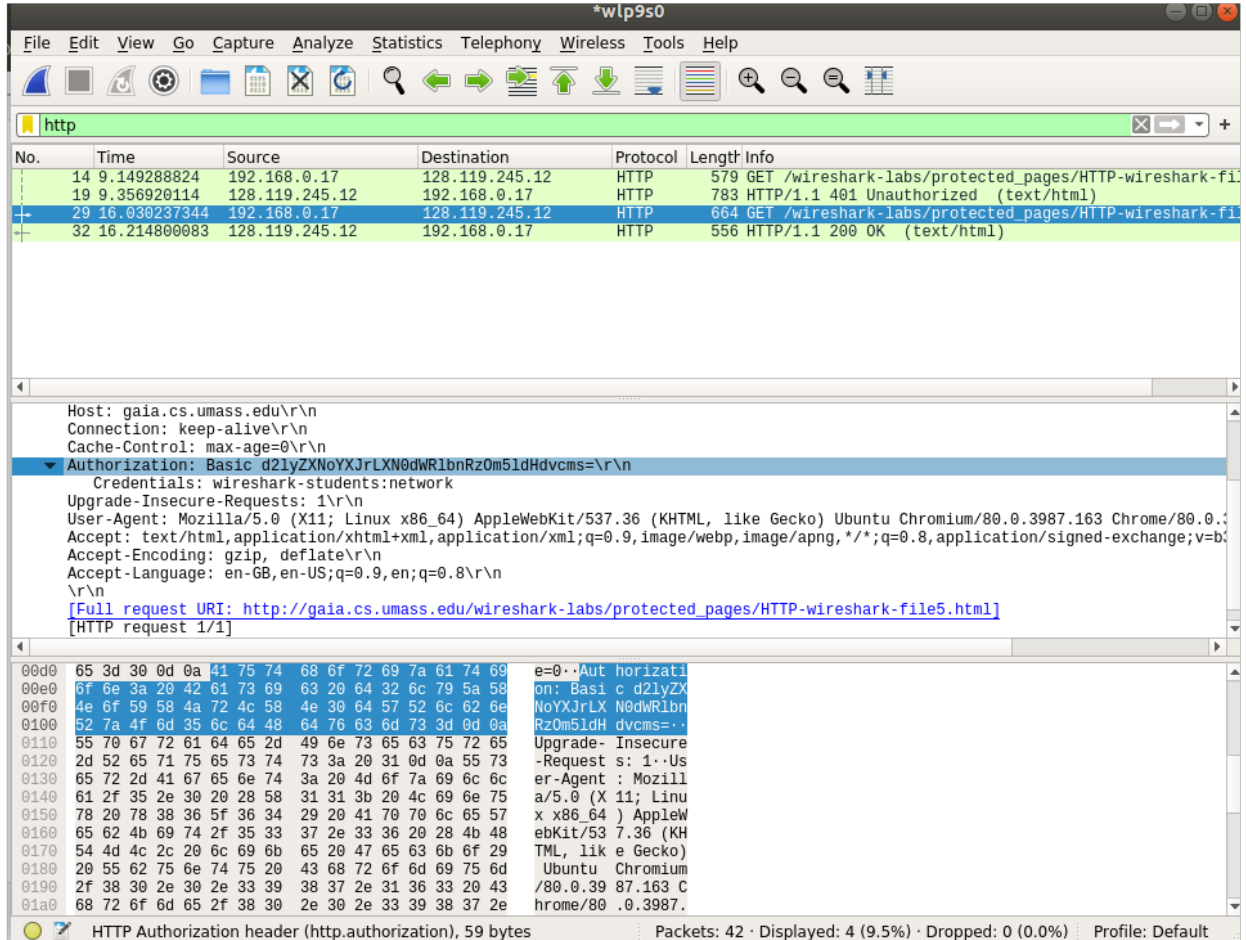 *wlp9s0
File Edit View Go Capture Analyze Statistics Telephony Wireless Tools Help
http
No. Time Source Destination Protocol Length Info
14 9.149288824 192.168.0.17 128.119.245.12 HTTP 579 GET /wireshark-labs/protected_pages/HTTP-wireshark-fil
19 9.356920114 128.119.245.12 192.168.0.17 HTTP 783 HTTP/1.1 401 Unauthorized (text/html)
29 16.030237344 192.168.0.17 128.119.245.12 HTTP 664 GET /wireshark-labs/protected_pages/HTTP-wireshark-fil
32 16.214800083 128.119.245.12 192.168.0.17 HTTP 556 HTTP/1.1 200 OK (text/html)
Host: gaia.cs.umass.edu\r\n
Connection: keep-alive\r\n
Cache-Control: max-age=0\r\n
Authorization: Basic d2lyZXNoYXJrLXN0dWRlbnRzOm5ldHdvcms=\r\n
Credentials: wireshark-students:network
Upgrade-Insecure-Requests: 1\r\n
User-Agent: Mozilla/5.0 (X11; Linux x86_64) AppleWebKit/537.36 (KHTML, like Gecko) Ubuntu Chromium/80.0.3987.163 Chrome/80.0.3
Accept: text/html,application/xhtml+xml,application/xml;q=0.9,image/webp,image/apng,*/*;q=0.8,application/signed-exchange;v=b3
Accept-Encoding: gzip, deflate\r\n
Accept-Language: en-GB,en-US;q=0.9,en;q=0.8\r\n
\r\n
[Full request URI: http://gaia.cs.umass.edu/wireshark-labs/protected_pages/HTTP-wireshark-file5.html]
[HTTP request 1/1]
00d0 65 3d 30 0d 0a 41 75 74 68 6f 72 69 7a 61 74 69 e=0··Aut horizati
00e0 6f 6e 3a 20 42 61 73 69 63 20 64 32 6c 79 5a 58 on: Basi c d2lyZX
00f0 4e 6f 59 58 4a 72 4c 58 4e 30 64 57 52 6c 62 6e NoYXJrLX N0dWRlbn
0100 52 7a 4f 6d 35 6c 64 48 64 76 63 6d 73 3d 0d 0a RzOm5ldH dvcms=··
0110 55 70 67 72 61 64 65 2d 49 6e 73 65 63 75 72 65 Upgrade- Insecure
0120 2d 52 65 71 75 65 73 74 73 3a 20 31 0d 0a 55 73 -Request s: 1··Us
0130 65 72 2d 41 67 65 6e 74 3a 20 4d 6f 7a 69 6c 6c er-Agent : Mozill
0140 61 2f 35 2e 30 20 28 58 31 31 3b 20 4c 69 6e 75 a/5.0 (X 11; Linu
0150 78 20 78 38 36 5f 36 34 29 20 41 70 70 6c 65 57 x x86_64 ) AppleW
0160 65 62 4b 69 74 2f 35 33 37 2e 33 36 20 28 4b 48 ebKit/53 7.36 (KH
0170 54 4d 4c 2c 20 6c 69 6b 65 20 47 65 63 6b 6f 29 TML, lik e Gecko)
0180 20 55 62 75 6e 74 75 20 43 68 72 6f 6d 69 75 6d Ubuntu Chromium
0190 2f 38 30 2e 30 2e 33 39 38 37 2e 31 36 33 20 43 /80.0.39 87.163 C
01a0 68 72 6f 6d 65 2f 38 30 2e 30 2e 33 39 38 37 2e hrome/80 .0.3987.
HTTP Authorization header (http.authorization), 59 bytes Packets: 42 · Displayed: 4 (9.5%) · Dropped: 0 (0.0%) Profile: Default